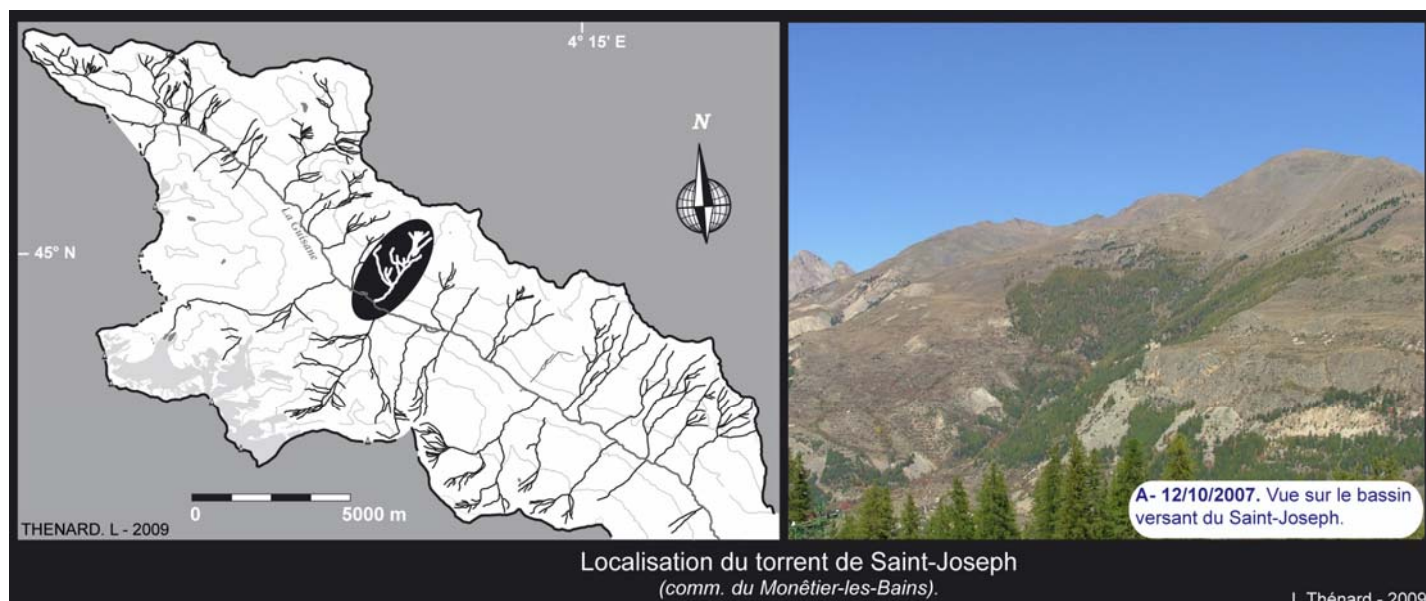 4° 15' E
N
45° N
La Guisane
0 5000 m
THENARD. L - 2009
A- 12/10/2007. Vue sur le bassin
versant du Saint-Joseph.
Localisation du torrent de Saint-Joseph
(comm. du Monêtier-les-Bains).
L Thénard - 2009